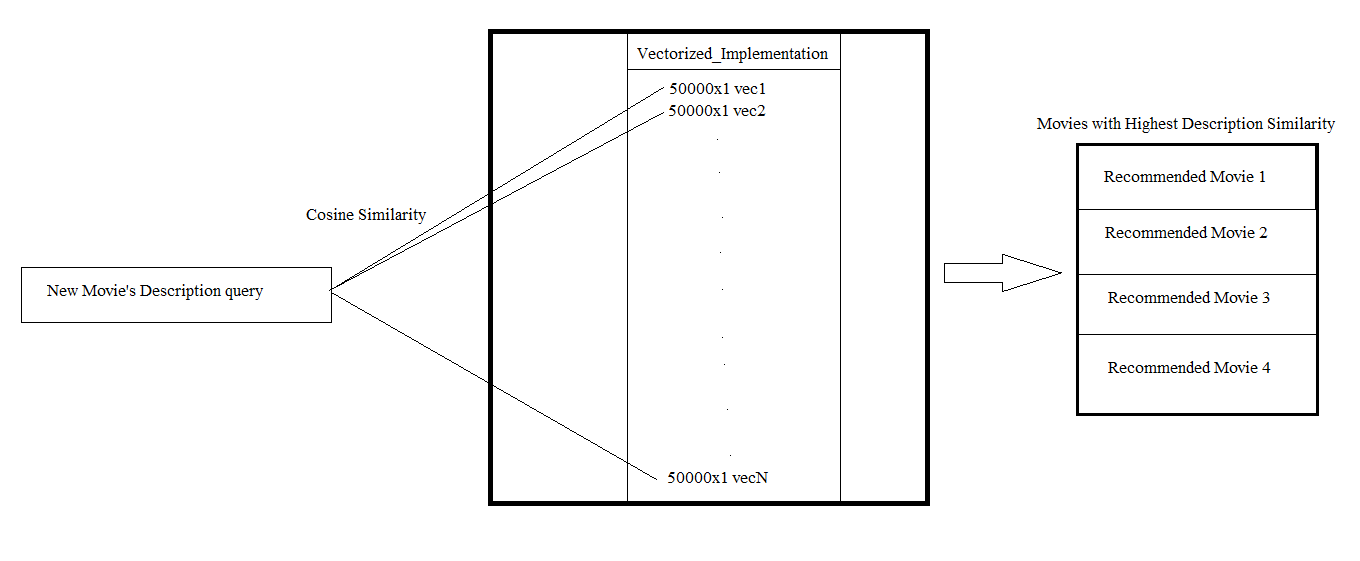 Vectorized_Implementation
50000x1 vec1
50000x1 vec2
Movies with Highest Description Similarity
Recommended Movie 1
Cosine Similarity
Recommended Movie 2
New Movie's Description query
Recommended Movie 3
Recommended Movie 4
50000x1 vecN